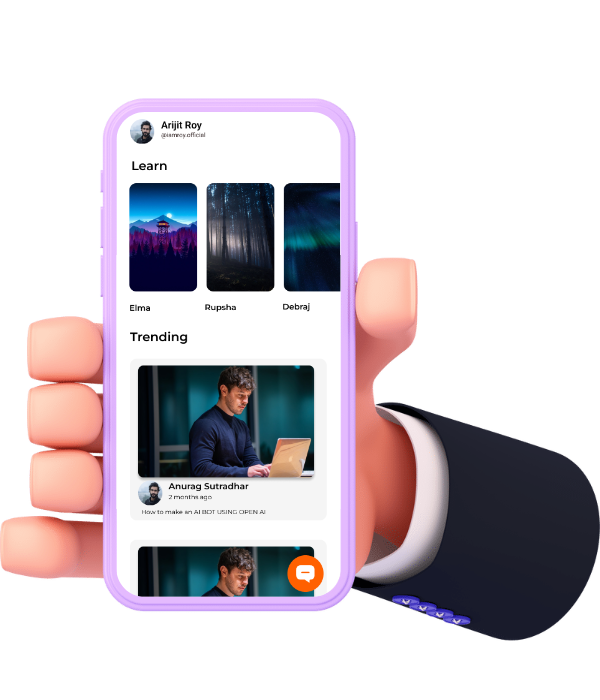 Arijit Roy
@iamroy.official
Learn
Elma
Rupsha
Debraj
Trending
Anurag Sutradhar
2 months ago
How to make an AI BOT USING OPEN AI